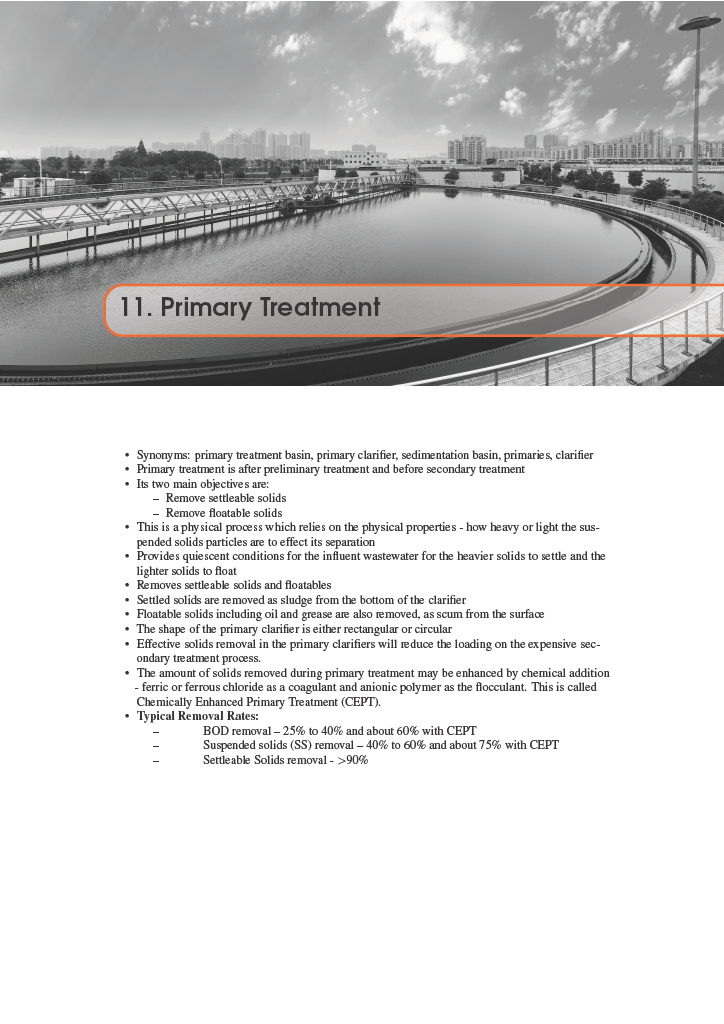 11. Primary Treatment
• Synonyms: primary treatment basin, primary clarifier, sedimentation basin, primaries, clarifier
• Primary treatment is after preliminary treatment and before secondary treatment
• Its two main objectives are:
– Remove settleable solids
– Remove floatable solids
• This is a physical process which relies on the physical properties - how heavy or light the sus-
pended solids particles are to effect its separation
• Provides quiescent conditions for the influent wastewater for the heavier solids to settle and the
lighter solids to float
• Removes settleable solids and floatables
• Settled solids are removed as sludge from the bottom of the clarifier
• Floatable solids including oil and grease are also removed, as scum from the surface
• The shape of the primary clarifier is either rectangular or circular
• Effective solids removal in the primary clarifiers will reduce the loading on the expensive sec-
ondary treatment process.
• The amount of solids removed during primary treatment may be enhanced by chemical addition
- ferric or ferrous chloride as a coagulant and anionic polymer as the flocculant. This is called
Chemically Enhanced Primary Treatment (CEPT).
• Typical Removal Rates:
– BOD removal – 25% to 40% and about 60% with CEPT
– Suspended solids (SS) removal – 40% to 60% and about 75% with CEPT
– Settleable Solids removal - >90%